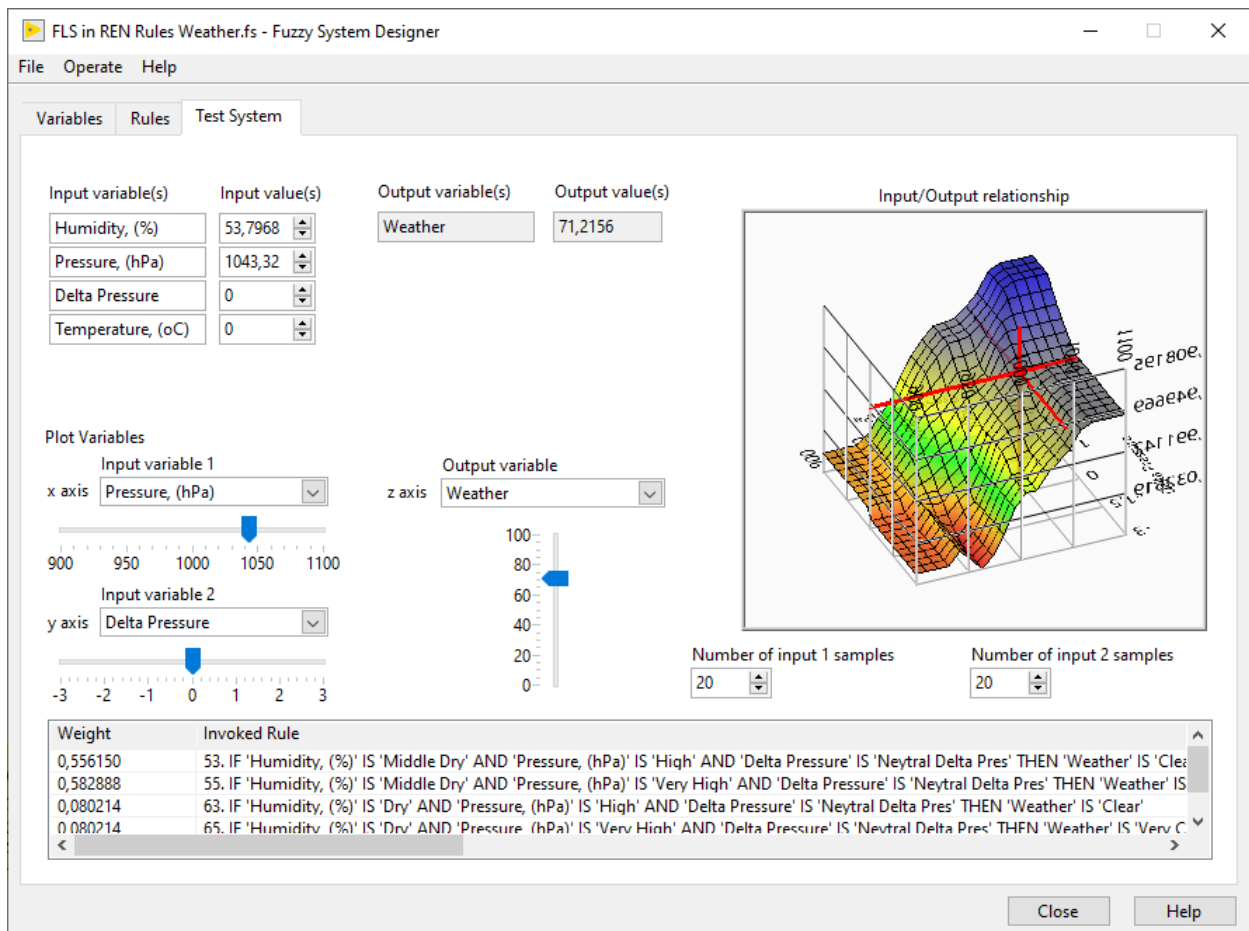 FLS in REN Rules Weather.fs - Fuzzy System Designer
File Operate Help
Variables Rules Test System
Input variable(s) Input value(s) Output variable(s) Output value(s) Input/Output relationship
Humidity, (%) 53,7968 Weather 71,2156
Pressure, (hPa) 1043,32
Delta Pressure 0
Temperature, (oC) 0
1100
900
1
0
Plot Variables
Input variable 1 Output variable
x axis Pressure, (hPa) z axis Weather
900 950 1000 1050 1100
100
80
60
40
20
0
Input variable 2
y axis Delta Pressure
-3 -2 -1 0 1 2 3
Number of input 1 samples Number of input 2 samples
20 20
Weight Invoked Rule
0,556150 53. IF 'Humidity, (%)' IS 'Middle Dry' AND 'Pressure, (hPa)' IS 'High' AND 'Delta Pressure' IS 'Neytral Delta Pres' THEN 'Weather' IS 'Clea
0,582888 55. IF 'Humidity, (%)' IS 'Middle Dry' AND 'Pressure, (hPa)' IS 'Very High' AND 'Delta Pressure' IS 'Neytral Delta Pres' THEN 'Weather' IS
0,080214 63. IF 'Humidity, (%)' IS 'Dry' AND 'Pressure, (hPa)' IS 'High' AND 'Delta Pressure' IS 'Neytral Delta Pres' THEN 'Weather' IS 'Clear'
0,080214 65. IF 'Humidity, (%)' IS 'Dry' AND 'Pressure, (hPa)' IS 'Very High' AND 'Delta Pressure' IS 'Neytral Delta Pres' THEN 'Weather' IS 'Very C
Close Help